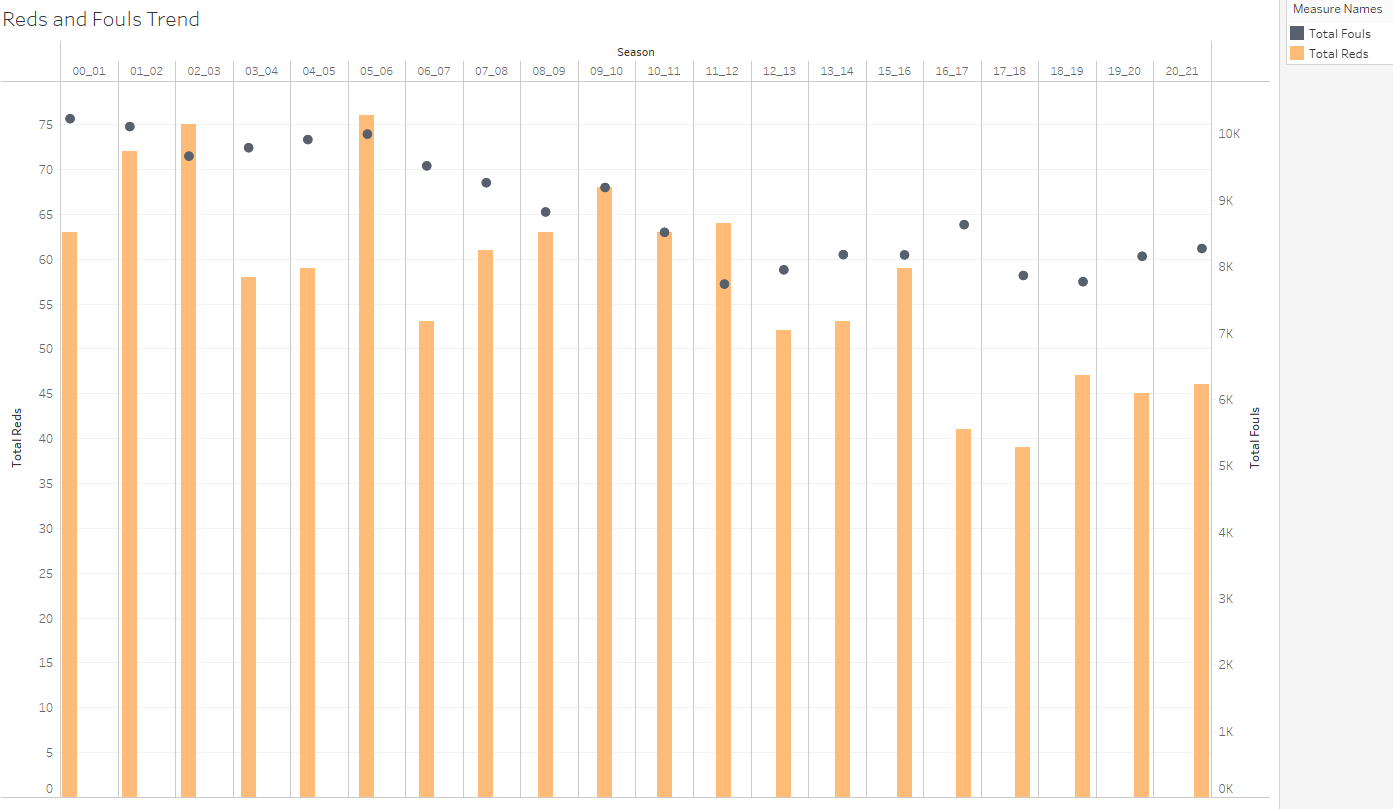 Reds and Fouls Trend
Measure Names
Total Fouls
Total Reds
Season
00_01 01_02 02_03 03_04 04_05 05_06 06_07 07_08 08_09 09_10 10_11 11_12 12_13 13_14 15_16 16_17 17_18 18_19 19_20 20_21
Total Reds
75
70
65
60
55
50
45
40
35
30
25
20
15
10
5
0
10K
9K
8K
7K
6K
5K
4K
3K
2K
1K
0K
Total Fouls